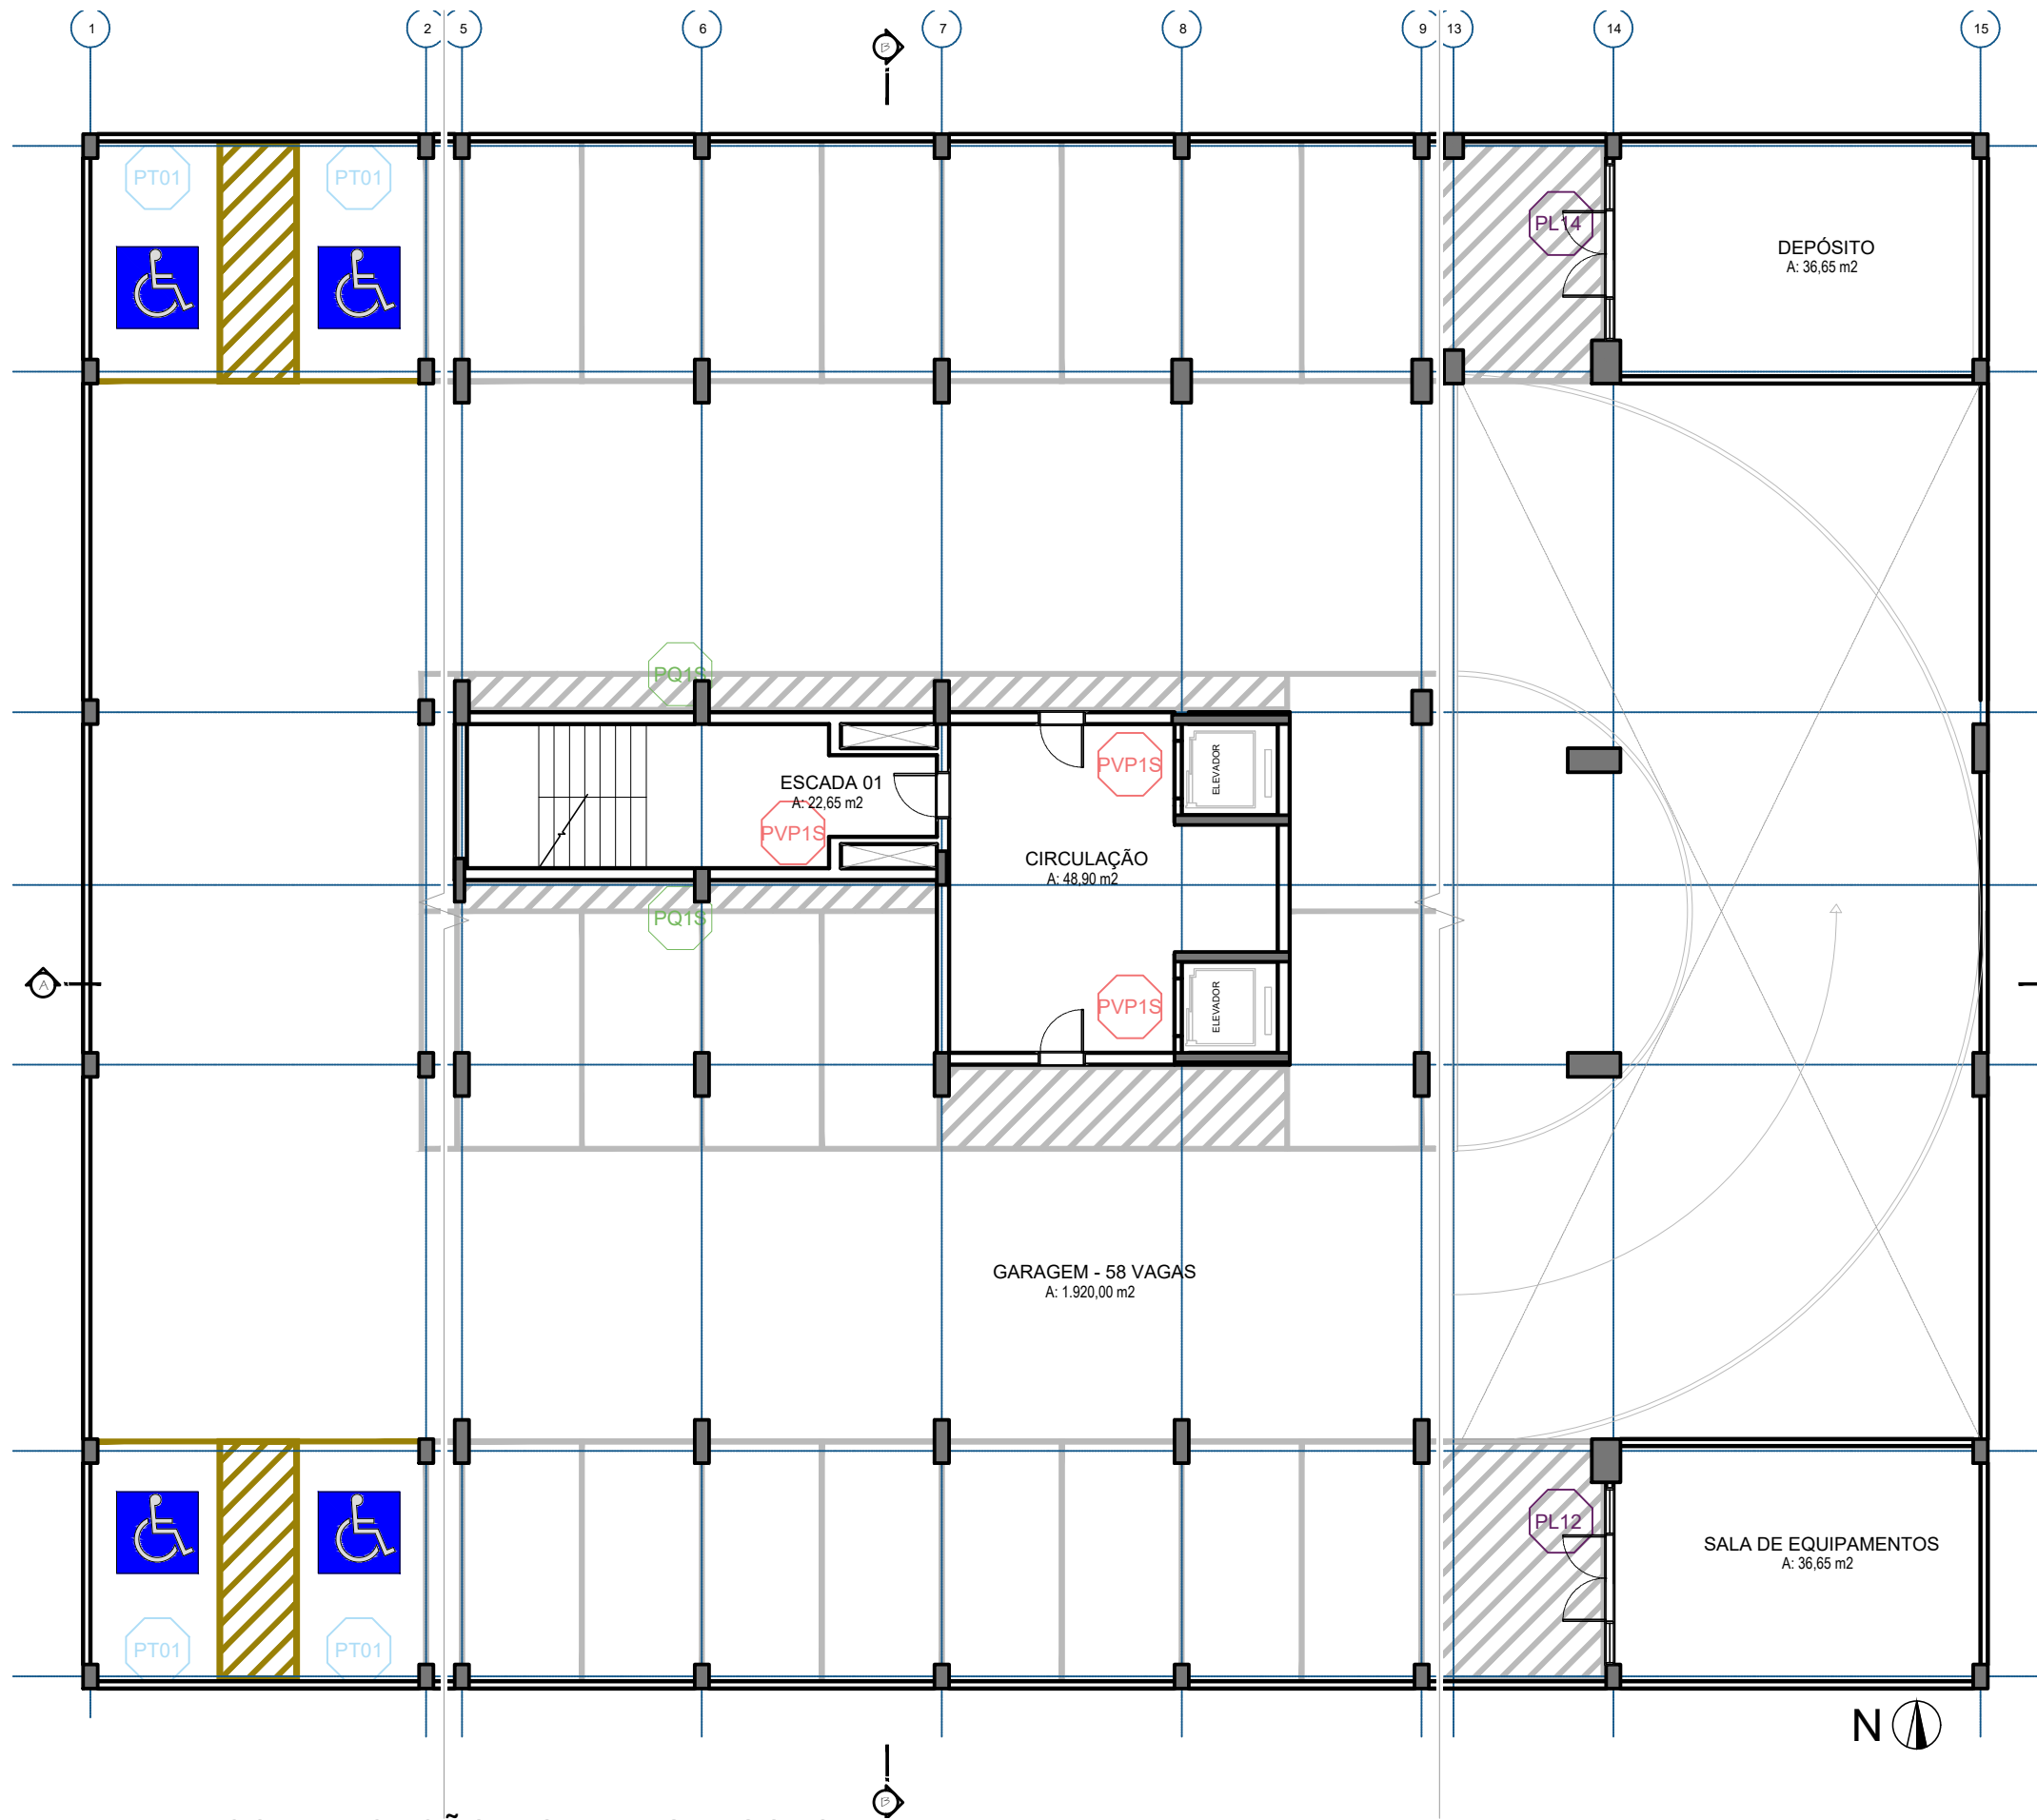 1 2 5 6 7 8 9 13 14 15
B
PT01 PT01
PL14
DEPÓSITO
A: 36,65 m2
PQ1S
PVP1S
ELEVADOR
ESCADA 01
A: 22,65 m2
PVP1S
CIRCULAÇÃO
A: 48,90 m2
PQ1S
A
PVP1S
ELEVADOR
GARAGEM - 58 VAGAS
A: 1.920,00 m2
PL12
SALA DE EQUIPAMENTOS
A: 36,65 m2
PT01 PT01
N
B